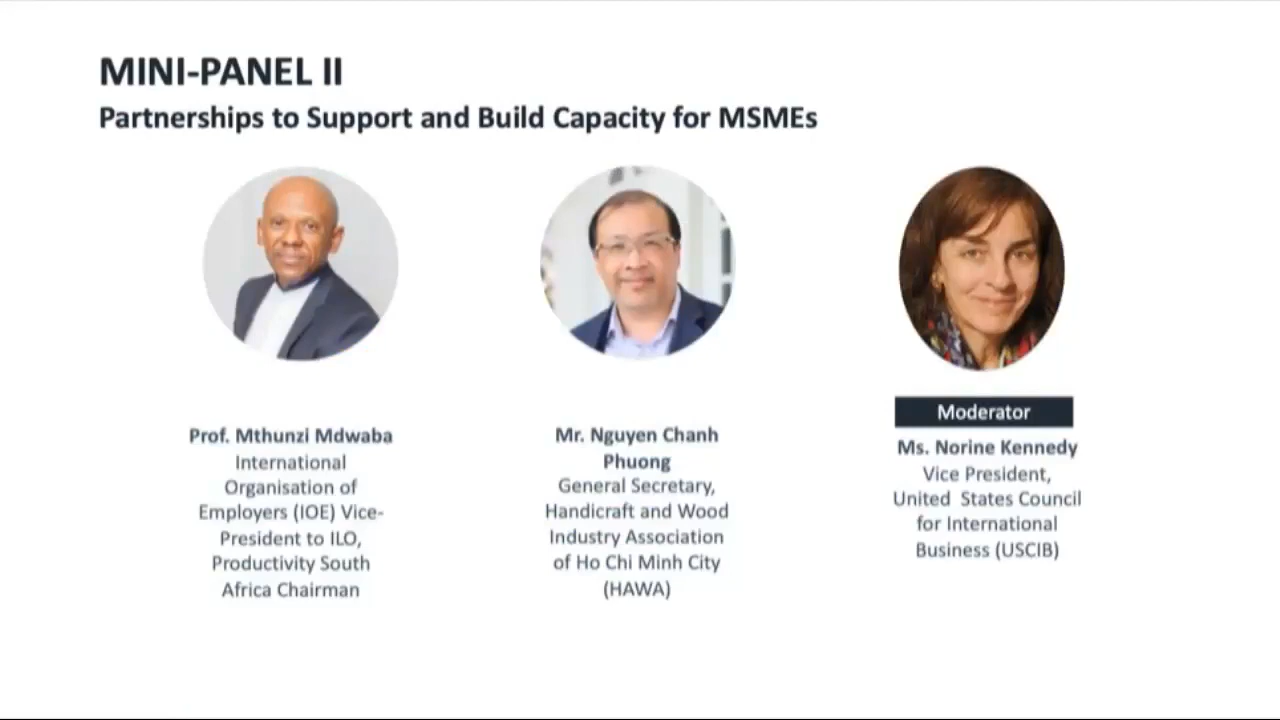 MINI-PANEL II
Partnerships to Support and Build Capacity for MSMEs
Prof. Mthunzi Mdwaba
International
Organisation of
Employers (IOE) Vice-
President to ILO,
Productivity South
Africa Chairman
Mr. Nguyen Chanh
Phuong
General Secretary,
Handicraft and Wood
Industry Association
of Ho Chi Minh City
(HAWA)
Moderator
Ms. Norine Kennedy
Vice President,
United States Council
for International
Business (USCIB)